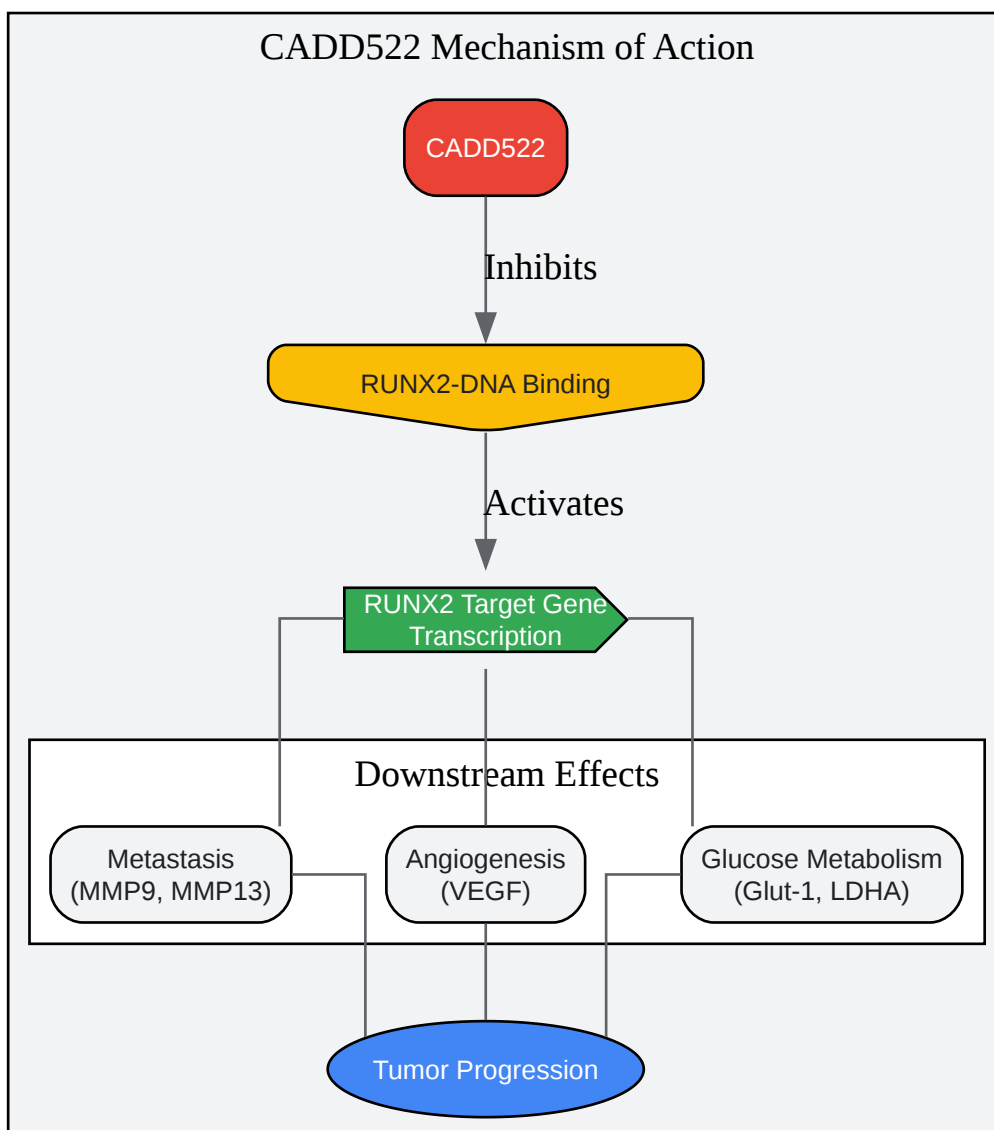 CADD522 Mechanism of Action
CADD522
Inhibits
RUNX2-DNA Binding
Activates
RUNX2 Target Gene
Transcription
Downstream Effects
Metastasis
(MMP9, MMP13)
Angiogenesis
(VEGF)
Glucose Metabolism
(Glut-1, LDHA)
Tumor Progression